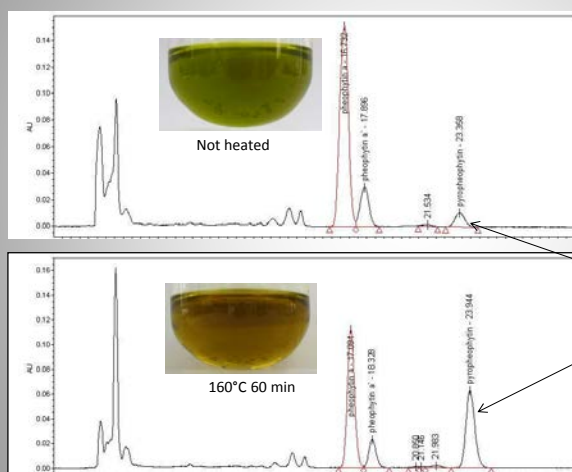 0.14
0.12
0.10
0.08
0.06
0.04
0.02
0.00
AU
Not heated
pheophytin a - 16.732
pheophytin a' - 17.896
21.534
pyropheophytin - 23.358
0.16
0.14
0.12
0.10
0.08
0.06
0.04
0.02
0.00
AU
160°C 60 min
pheophytin a - 17.094
pheophytin a' - 18.328
21.983
pyropheophytin - 23.944